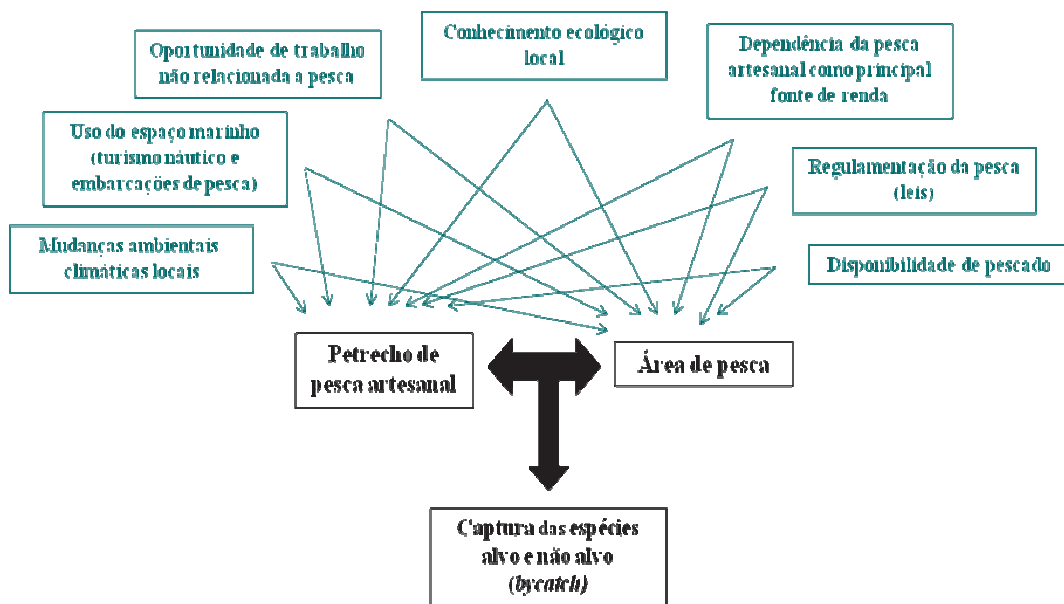 Conhecimento ecológico
local
Oportunidade de trabalho
não relacionada a pesca
Dependência da pesca
artesanal como principal
fonte de renda
Uso do espaço marinho
(turismo náutico e
embarcações de pesca)
Regulamentação da pesca
(leis)
Mudanças ambientais
climáticas locais
Disponibilidade de pescado
Petrecho de
pesca artesanal
Área de pesca
Captura das espécies
alvo e não alvo
(bycatch)